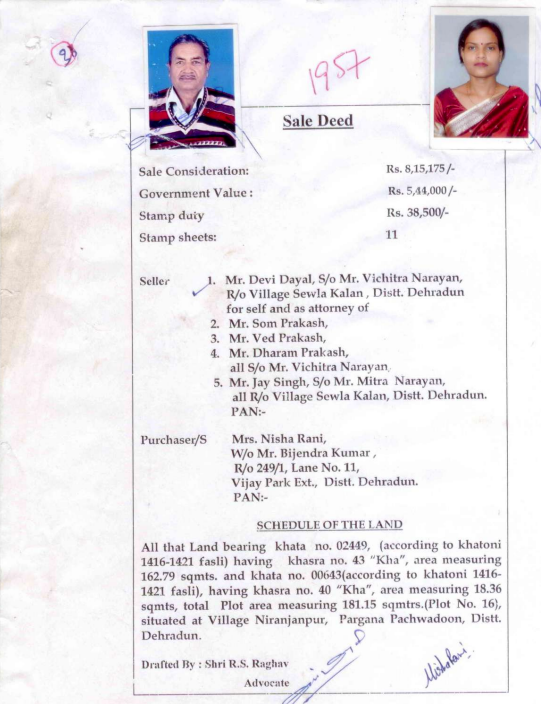 1957
Sale Deed
Sale Consideration: Rs. 8,15,175/-
Government Value : Rs. 5,44,000/-
Stamp duty Rs. 38,500/-
Stamp sheets: 11
Seller 1. Mr. Devi Dayal, S/o Mr. Vichitra Narayan,
R/o Village Sewla Kalan , Distt. Dehradun
for self and as attorney of
2. Mr. Som Prakash,
3. Mr. Ved Prakash,
4. Mr. Dharam Prakash,
all S/o Mr. Vichitra Narayan,
5. Mr. Jay Singh, S/o Mr. Mitra Narayan,
all R/o Village Sewla Kalan, Distt. Dehradun.
PAN:-
Purchaser/S Mrs. Nisha Rani,
W/o Mr. Bijendra Kumar ,
R/o 249/1, Lane No. 11,
Vijay Park Ext., Distt. Dehradun.
PAN:-
SCHEDULE OF THE LAND
All that Land bearing khata no. 02449, (according to khatoni
1416-1421 fasli) having khasra no. 43 "Kha", area measuring
162.79 sqmts. and khata no. 00643(according to khatoni 1416-
1421 fasli), having khasra no. 40 "Kha", area measuring 18.36
sqmts, total Plot area measuring 181.15 sqmtrs.(Plot No. 16),
situated at Village Niranjanpur, Pargana Pachwadoon, Distt.
Dehradun.
Drafted By : Shri R.S. Raghav
Advocate